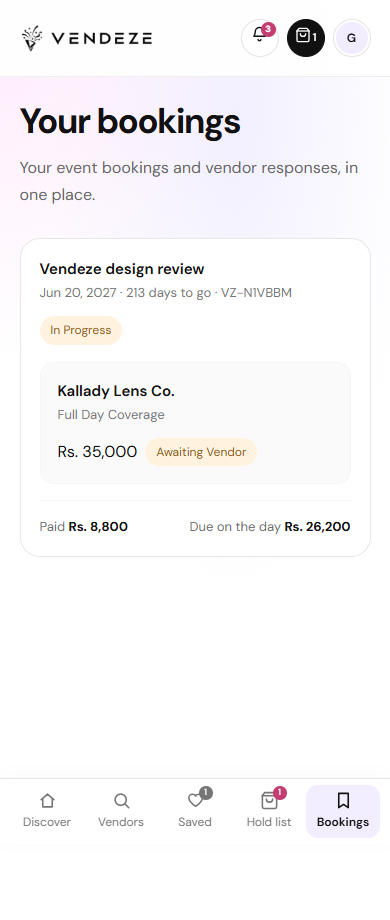 VENDEZE
3
1
G
Your bookings
Your event bookings and vendor responses, in
one place.
Vendeze design review
Jun 20, 2027 · 213 days to go · VZ-N1VBBM
In Progress
Kallady Lens Co.
Full Day Coverage
Rs. 35,000 Awaiting Vendor
Paid Rs. 8,800 Due on the day Rs. 26,200
1 1
Discover Vendors Saved Hold list Bookings